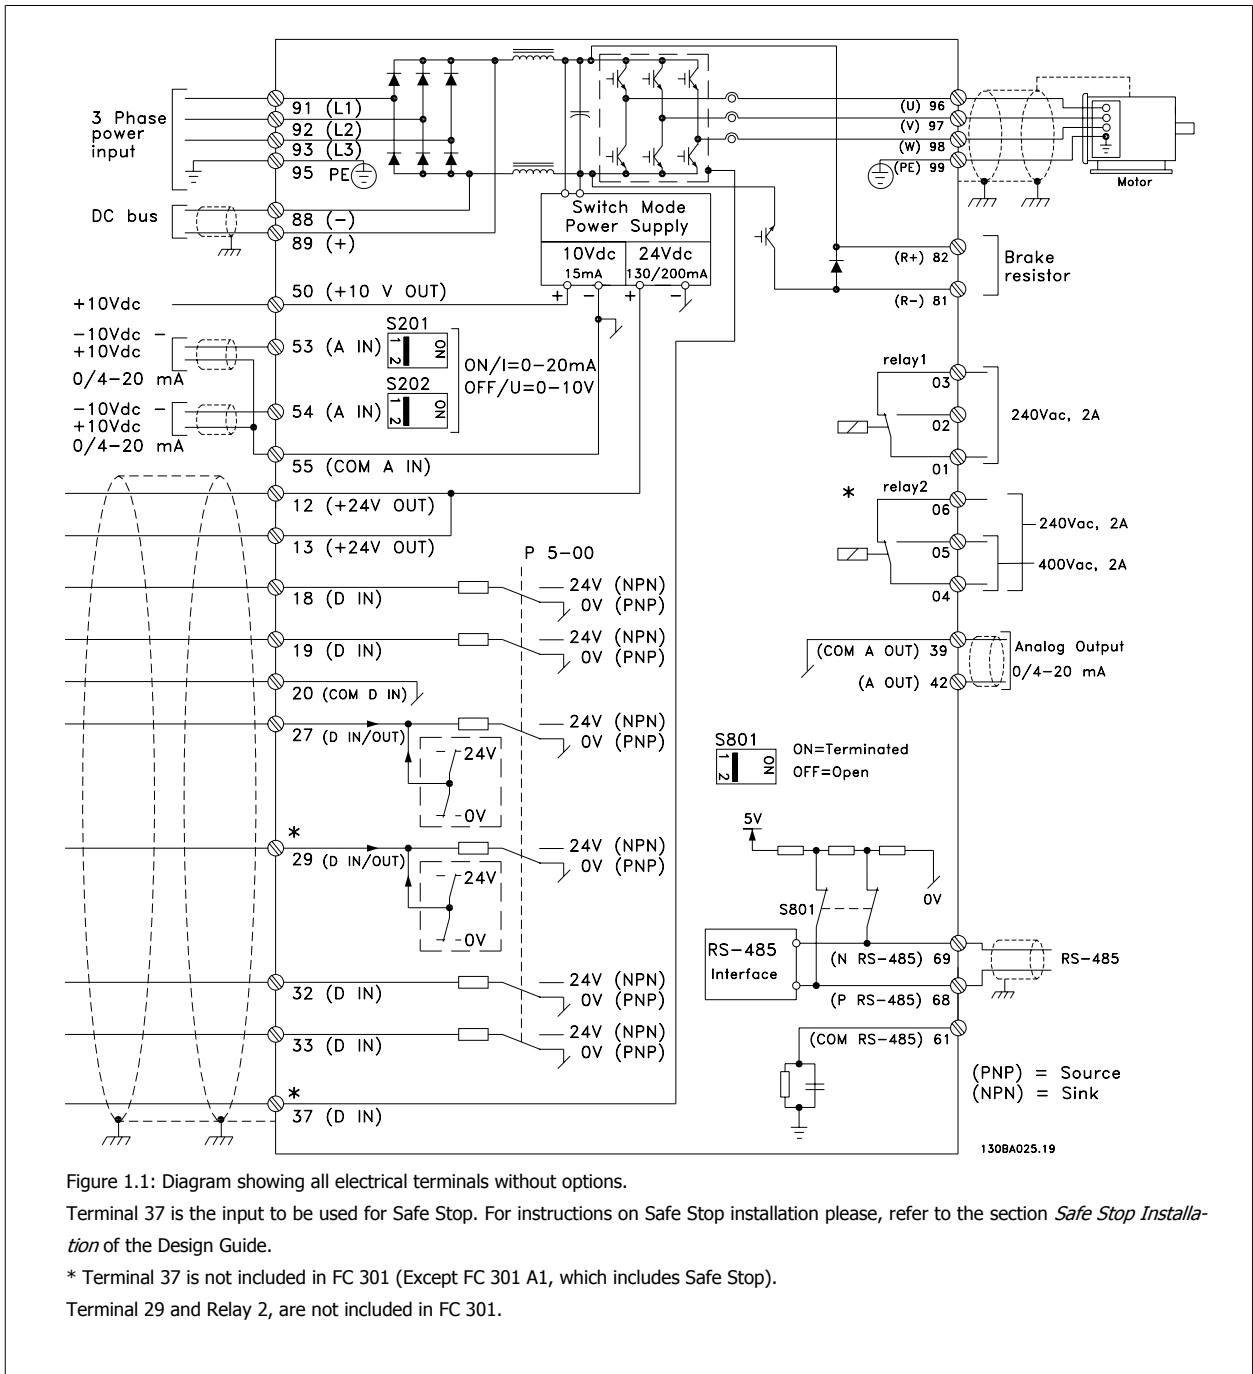 3 Phase
power
input
91 (L1)
92 (L2)
93 (L3)
95 PE
DC bus
88 (−)
89 (+)
Switch Mode
Power Supply
10Vdc
15mA
24Vdc
130/200mA
+ − + −
(U) 96
(V) 97
(W) 98
(PE) 99
Motor
(R+) 82
(R−) 81
Brake
resistor
+10Vdc
50 (+10 V OUT)
−10Vdc −
+10Vdc
0/4−20 mA
53 (A IN)
S201
1 2
ON
ON/I=0−20mA
OFF/U=0−10V
−10Vdc −
+10Vdc
0/4−20 mA
54 (A IN)
S202
1 2
ON
55 (COM A IN)
12 (+24V OUT)
13 (+24V OUT)
P 5-00
18 (D IN)
24V (NPN)
0V (PNP)
19 (D IN)
24V (NPN)
0V (PNP)
20 (COM D IN)
27 (D IN/OUT)
24V (NPN)
0V (PNP)
24V
0V
*
29 (D IN/OUT)
24V (NPN)
0V (PNP)
24V
0V
32 (D IN)
24V (NPN)
0V (PNP)
33 (D IN)
24V (NPN)
0V (PNP)
*
37 (D IN)
relay1
03
02
01
240Vac, 2A
*
relay2
06
05
04
240Vac, 2A
400Vac, 2A
(COM A OUT) 39
(A OUT) 42
Analog Output
0/4−20 mA
S801
1 2
ON
ON=Terminated
OFF=Open
5V
S801
0V
RS−485
Interface
(N RS−485) 69
(P RS−485) 68
RS−485
(COM RS−485) 61
(PNP) = Source
(NPN) = Sink
130BA025.19
Figure 1.1: Diagram showing all electrical terminals without options.
Terminal 37 is the input to be used for Safe Stop. For instructions on Safe Stop installation please, refer to the section Safe Stop Installa-
tion of the Design Guide.
* Terminal 37 is not included in FC 301 (Except FC 301 A1, which includes Safe Stop).
Terminal 29 and Relay 2, are not included in FC 301.